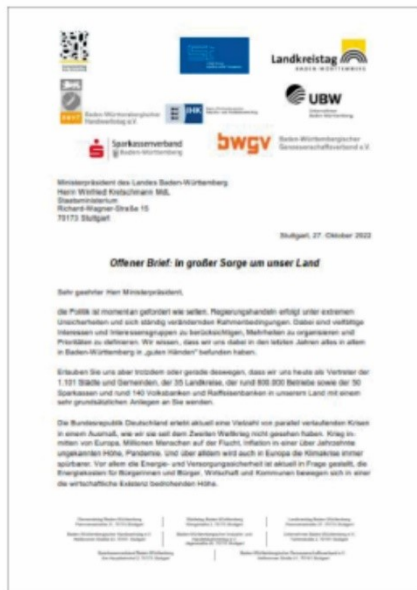 Landkreistag
BADEN-WÜRTTEMBERG
Baden-Württembergischer
Handwerkstag e.V.
IHK
UBW
Unternehmer
Baden-Württemberg
Sparkassenverband
Baden-Württemberg
bwgv
Baden-Württembergischer
Genossenschaftsverband e.V.
Ministerpräsident des Landes Baden-Württemberg
Herrn Winfried Kretschmann MdL
Staatsministerium
Richard-Wagner-Straße 15
70173 Stuttgart
Stuttgart, 27. Oktober 2022
Offener Brief: In großer Sorge um unser Land
Sehr geehrter Herr Ministerpräsident,
die Politik ist momentan gefordert wie selten. Regierungshandeln erfolgt unter extremen
Unsicherheiten und sich ständig verändernden Rahmenbedingungen. Dabei sind vielfältige
Interessen und Interessensgruppen zu berücksichtigen, Mehrheiten zu organisieren und
Prioritäten zu definieren. Wir wissen, dass wir uns dabei in den letzten Jahren alles in allem
in Baden-Württemberg in „guten Händen“ befunden haben.
Erlauben Sie uns aber trotzdem oder gerade deswegen, dass wir uns heute als Vertreter der
1.101 Städte und Gemeinden, der 35 Landkreise, der rund 800.000 Betriebe sowie der 50
Sparkassen und rund 140 Volksbanken und Raiffeisenbanken in unserem Land mit einem
sehr grundsätzlichen Anliegen an Sie wenden.
Die Bundesrepublik Deutschland erlebt aktuell eine Vielzahl von parallel verlaufenden Krisen
in einem Ausmaß, wie wir sie seit dem Zweiten Weltkrieg nicht gesehen haben. Krieg in-
mitten von Europa, Millionen Menschen auf der Flucht, Inflation in einer über Jahrzehnte
ungekannten Höhe, Pandemie. Und über alldem wird auch in Europa die Klimakrise immer
spürbarer. Vor allem die Energie- und Versorgungssicherheit ist aktuell in Frage gestellt, die
Energiekosten für Bürgerinnen und Bürger, Wirtschaft und Kommunen bewegen sich in einer
die wirtschaftliche Existenz bedrohenden Höhe.